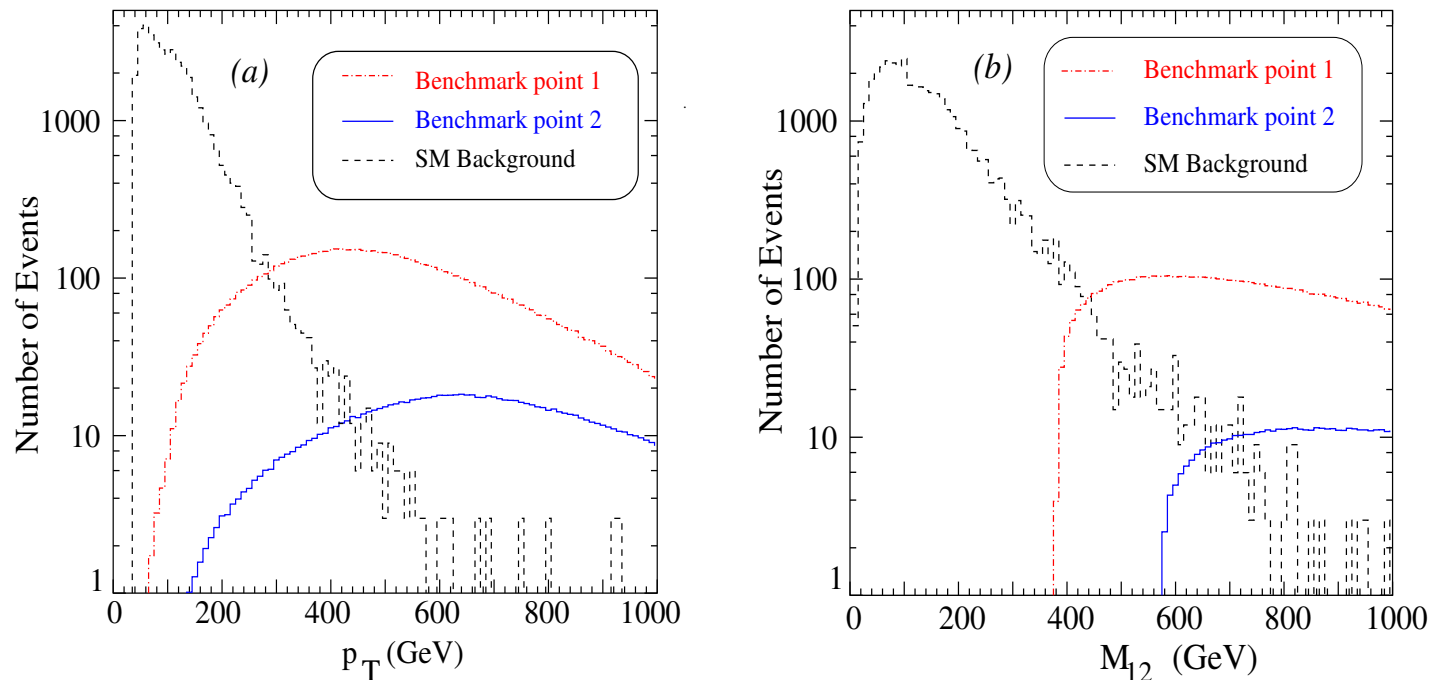 (a)
Benchmark point 1
Benchmark point 2
SM Background
Number of Events
1000
100
10
1
0 200 400 600 800 1000
p_T (GeV)
(b)
Benchmark point 1
Benchmark point 2
SM Background
Number of Events
1000
100
10
1
0 200 400 600 800 1000
M_12 (GeV)